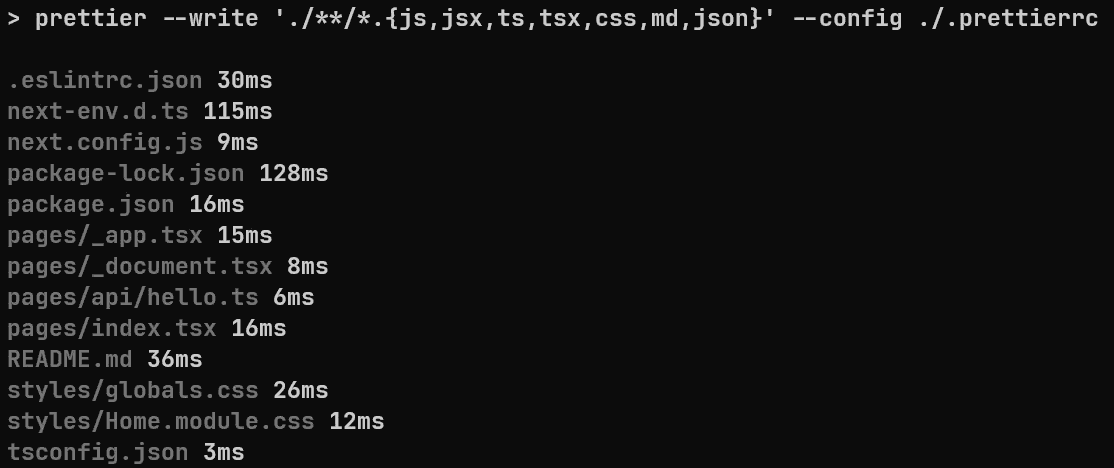 > prettier --write './**/*.{js,jsx,ts,tsx,css,md,json}' --config ./.prettierrc
.eslintrc.json 30ms
next-env.d.ts 115ms
next.config.js 9ms
package-lock.json 128ms
package.json 16ms
pages/_app.tsx 15ms
pages/_document.tsx 8ms
pages/api/hello.ts 6ms
pages/index.tsx 16ms
README.md 36ms
styles/globals.css 26ms
styles/Home.module.css 12ms
tsconfig.json 3ms